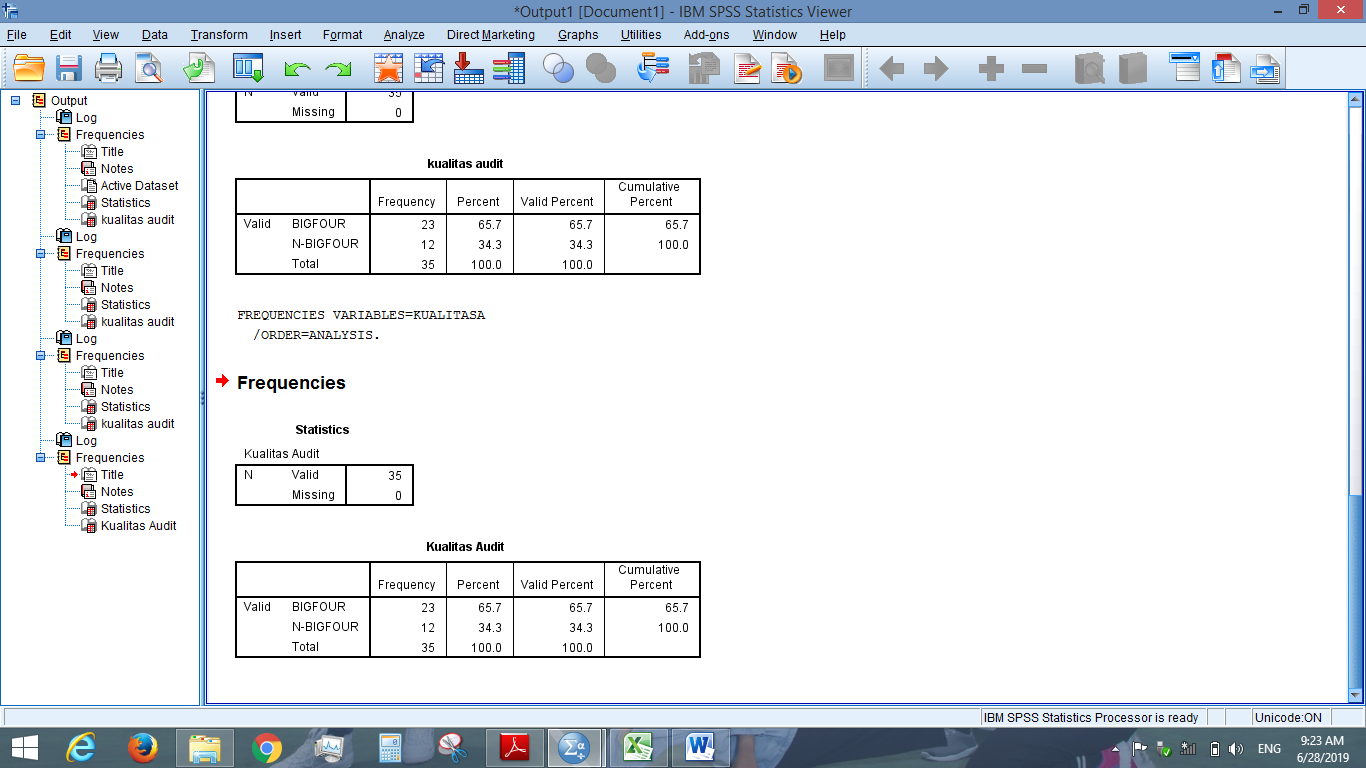 *Output1 [Document1] - IBM SPSS Statistics Viewer
File Edit View Data Transform Insert Format Analyze Direct Marketing Graphs Utilities Add-ons Window Help
Output
Log
Frequencies
Title
Notes
Active Dataset
Statistics
kualitas audit
Log
Frequencies
Title
Notes
Statistics
kualitas audit
Log
Frequencies
Title
Notes
Statistics
kualitas audit
Log
Frequencies
Title
Notes
Statistics
Kualitas Audit
N Valid 35
Missing 0
kualitas audit
Frequency Percent Valid Percent Cumulative Percent
Valid BIGFOUR 23 65.7 65.7 65.7
N-BIGFOUR 12 34.3 34.3 100.0
Total 35 100.0 100.0
FREQUENCIES VARIABLES=KUALITASA
/ORDER=ANALYSIS.
Frequencies
Statistics
Kualitas Audit
N Valid 35
Missing 0
Kualitas Audit
Frequency Percent Valid Percent Cumulative Percent
Valid BIGFOUR 23 65.7 65.7 65.7
N-BIGFOUR 12 34.3 34.3 100.0
Total 35 100.0 100.0
IBM SPSS Statistics Processor is ready Unicode:ON
ENG 9:23 AM
6/28/2019